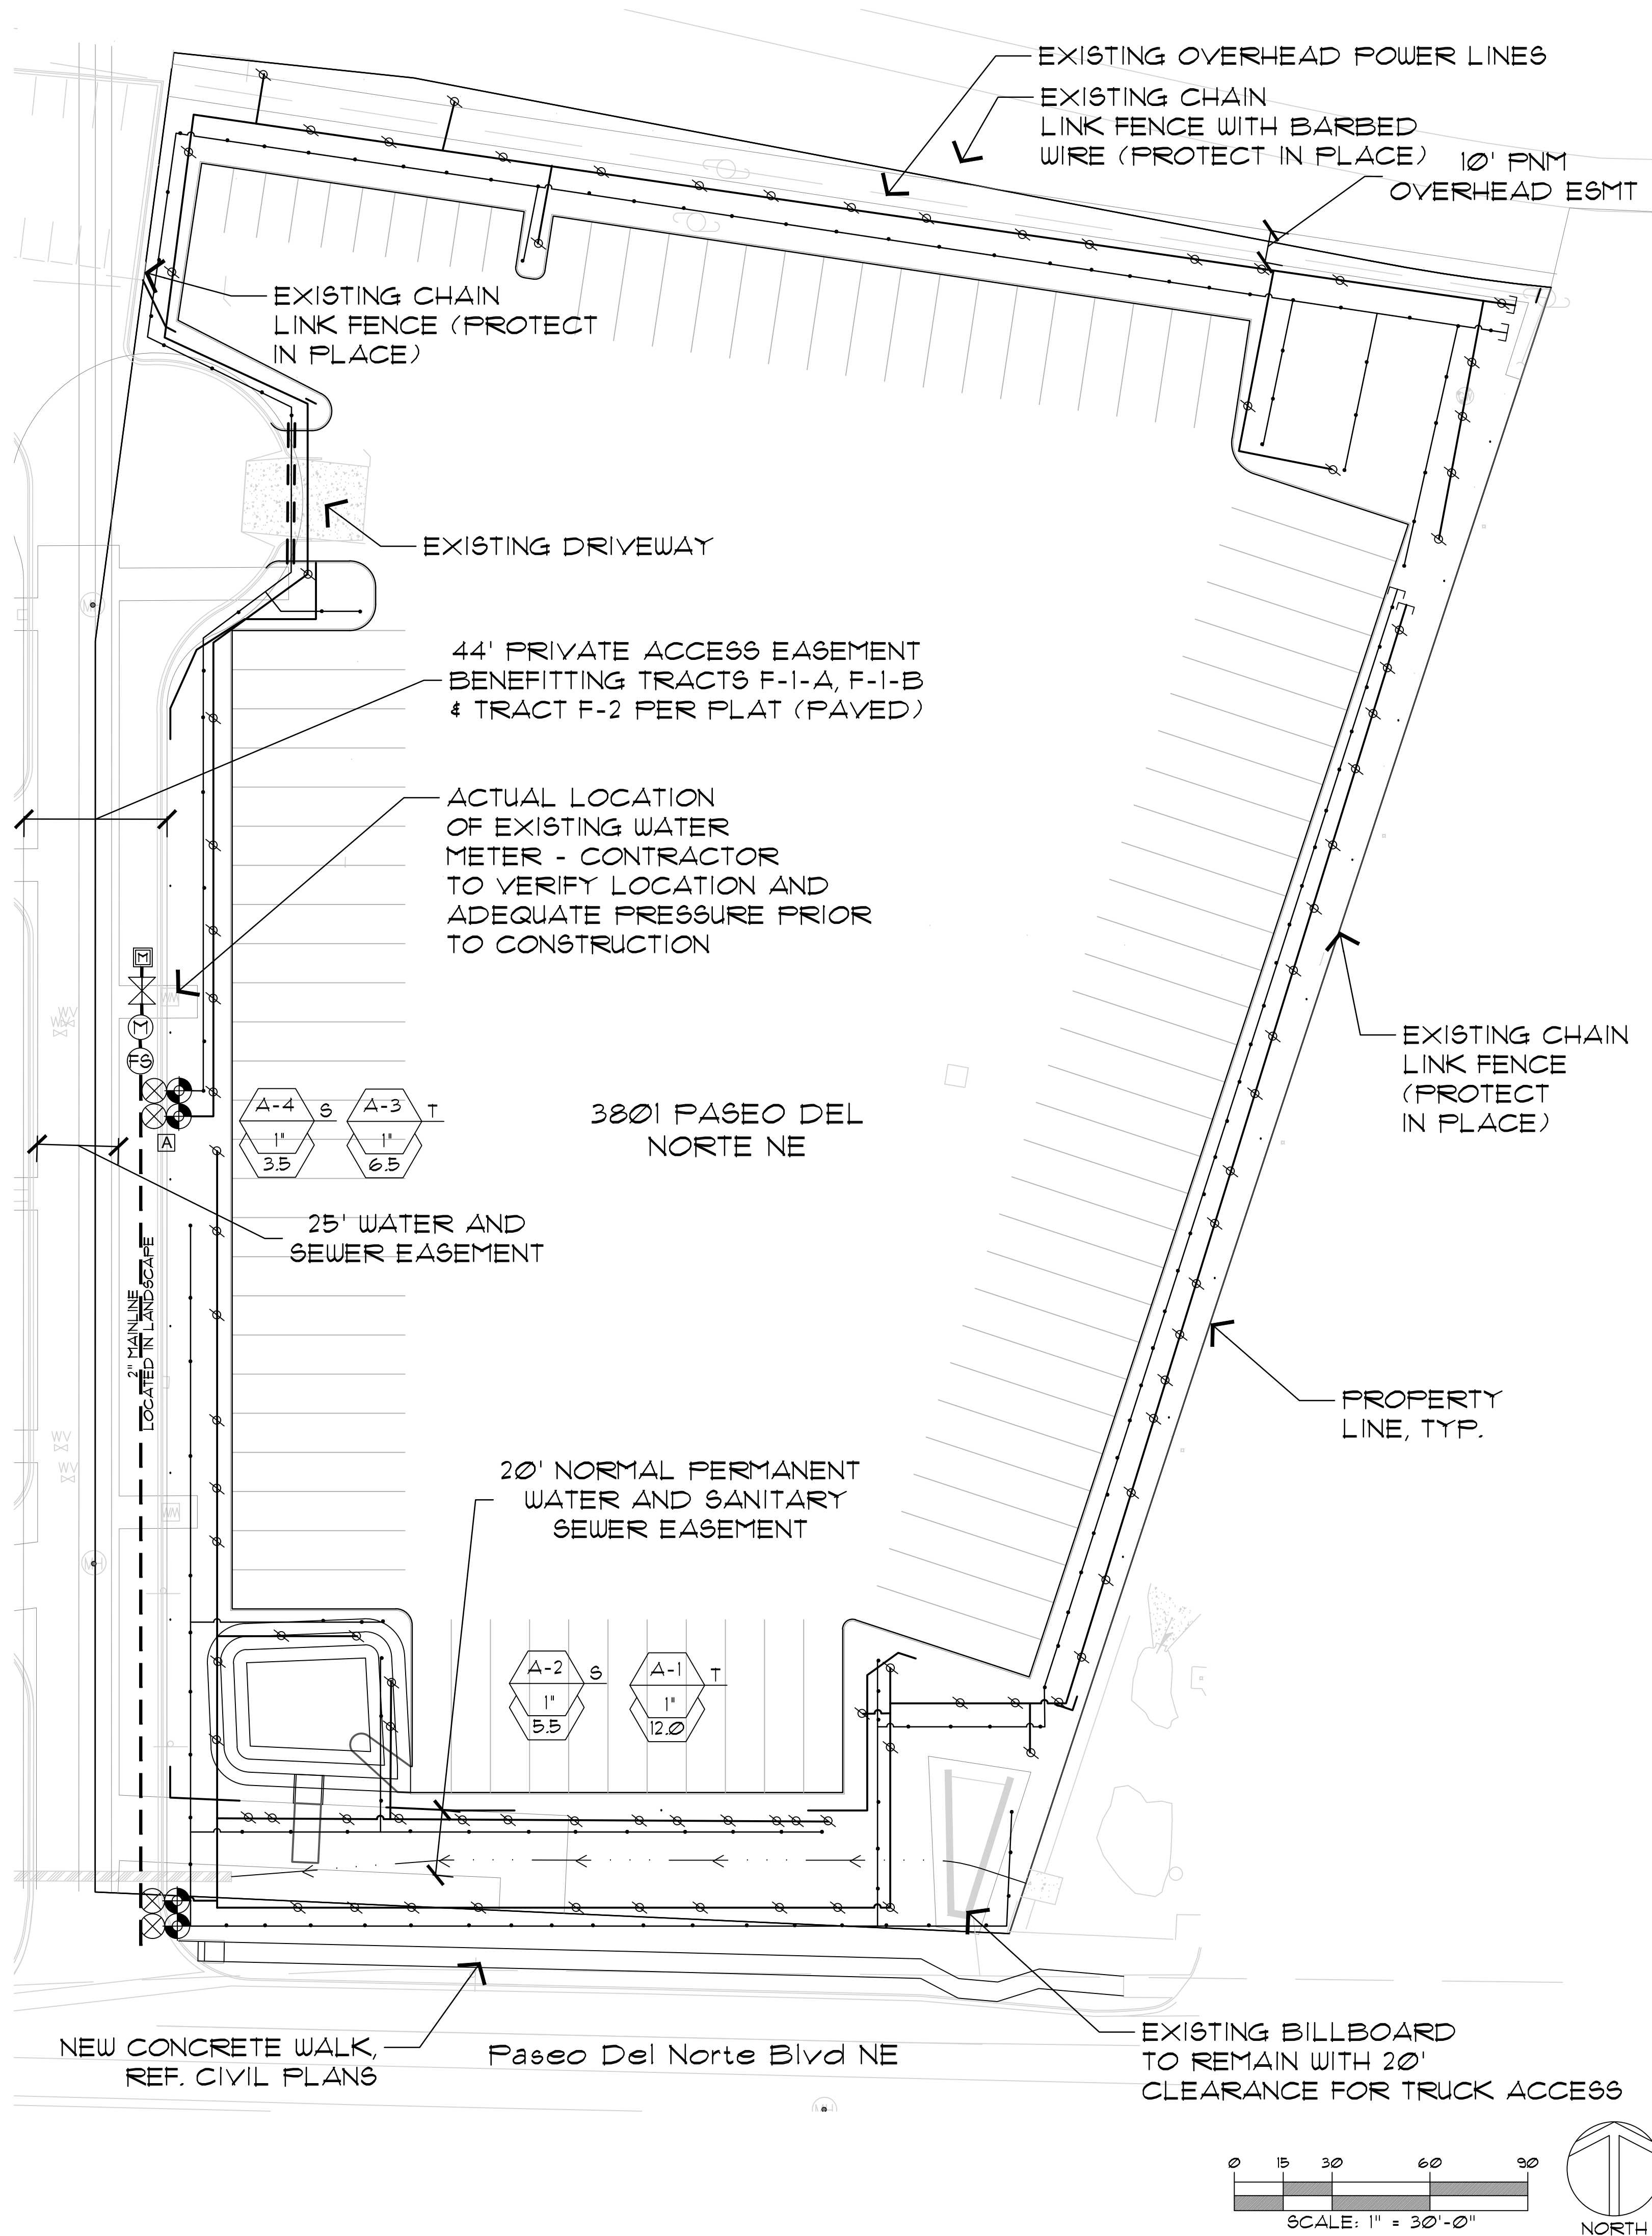 EXISTING OVERHEAD POWER LINES
EXISTING CHAIN
LINK FENCE WITH BARBED
WIRE (PROTECT IN PLACE)
10' PNM
OVERHEAD ESMT
EXISTING CHAIN
LINK FENCE (PROTECT
IN PLACE)
EXISTING DRIVEWAY
44' PRIVATE ACCESS EASEMENT
BENEFITTING TRACTS F-1-A, F-1-B
& TRACT F-2 PER PLAT (PAVED)
ACTUAL LOCATION
OF EXISTING WATER
METER - CONTRACTOR
TO VERIFY LOCATION AND
ADEQUATE PRESSURE PRIOR
TO CONSTRUCTION
M
WM
WV
WV
M
FS
EXISTING CHAIN
LINK FENCE
(PROTECT
IN PLACE)
A-4 S
1"
3.5
A-3 T
1"
6.5
A
3801 PASEO DEL
NORTE NE
25' WATER AND
SEWER EASEMENT
2" MAINLINE
LOCATED IN LANDSCAPE
PROPERTY
LINE, TYP.
WV
WV
WM
20' NORMAL PERMANENT
WATER AND SANITARY
SEWER EASEMENT
A-2 S
1"
5.5
A-1 T
1"
12.0
NEW CONCRETE WALK,
REF. CIVIL PLANS
Paseo Del Norte Blvd NE
EXISTING BILLBOARD
TO REMAIN WITH 20'
CLEARANCE FOR TRUCK ACCESS
0 15 30 60 90
SCALE: 1" = 30'-0"
NORTH